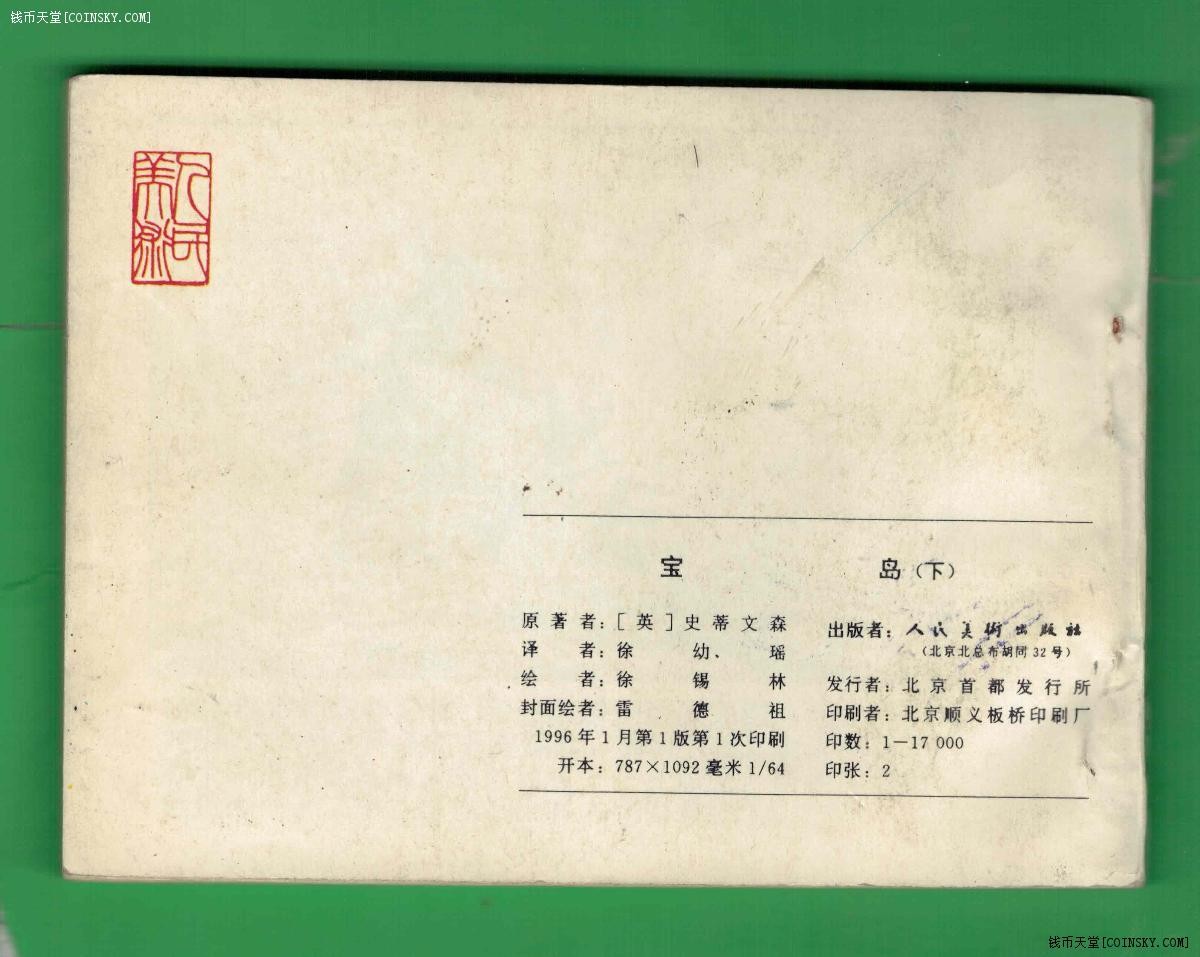 钱币天堂[COINSKY.COM]
人民美术
宝 岛（下）
原著者：［英］史蒂文森
译者：徐幼瑶
绘者：徐锡林
封面绘者：雷德祖
1996年1月第1版第1次印刷
开本：787×1092毫米1/64
出版者：人民美術出版社
（北京北总布胡同32号）
发行者：北京首都发行所
印刷者：北京顺义板桥印刷厂
印数：1—17 000
印张：2
钱币天堂[COINSKY.COM]